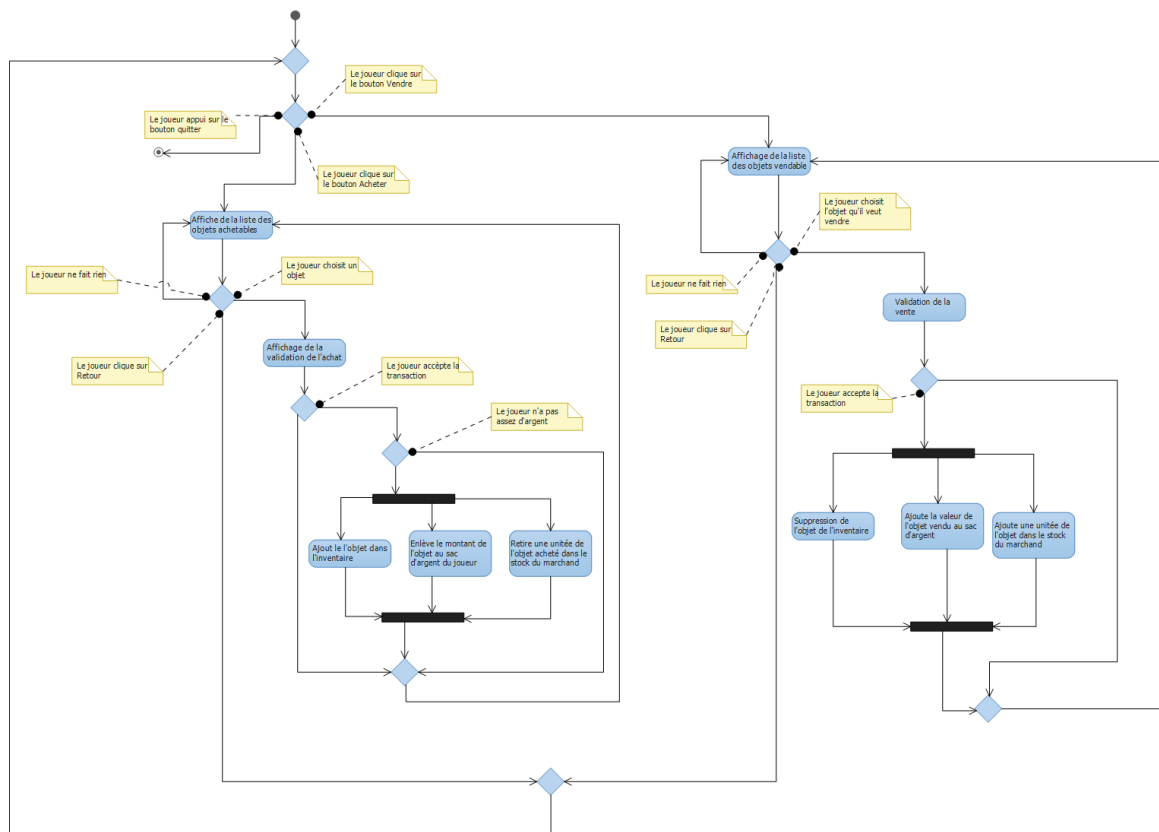 Le joueur clique sur
le bouton Vendre
Le joueur appui sur le
bouton quitter
Le joueur clique sur
le bouton Acheter
Affichage de la liste
des objets vendable
Affiche de la liste des
objets achetables
Le joueur choisit
l'objet qu'il veut
vendre
Le joueur ne fait rien
Le joueur choisit un
objet
Le joueur ne fait rien
Validation de la
vente
Le joueur clique sur
Retour
Affichage de la
validation de l'achat
Le joueur clique sur
Retour
Le joueur accèpte la
transaction
Le joueur accepte la
transaction
Le joueur n'a pas
assez d'argent
Ajout le l'objet dans
l'inventaire
Enlève le montant de
l'objet au sac
d'argent du joueur
Retire une unitée de
l'objet acheté dans le
stock du marchand
Suppression de
l'objet de l'inventaire
Ajoute la valeur de
l'objet vendu au sac
d'argent
Ajoute une unitée de
l'objet dans le stock
du marchand